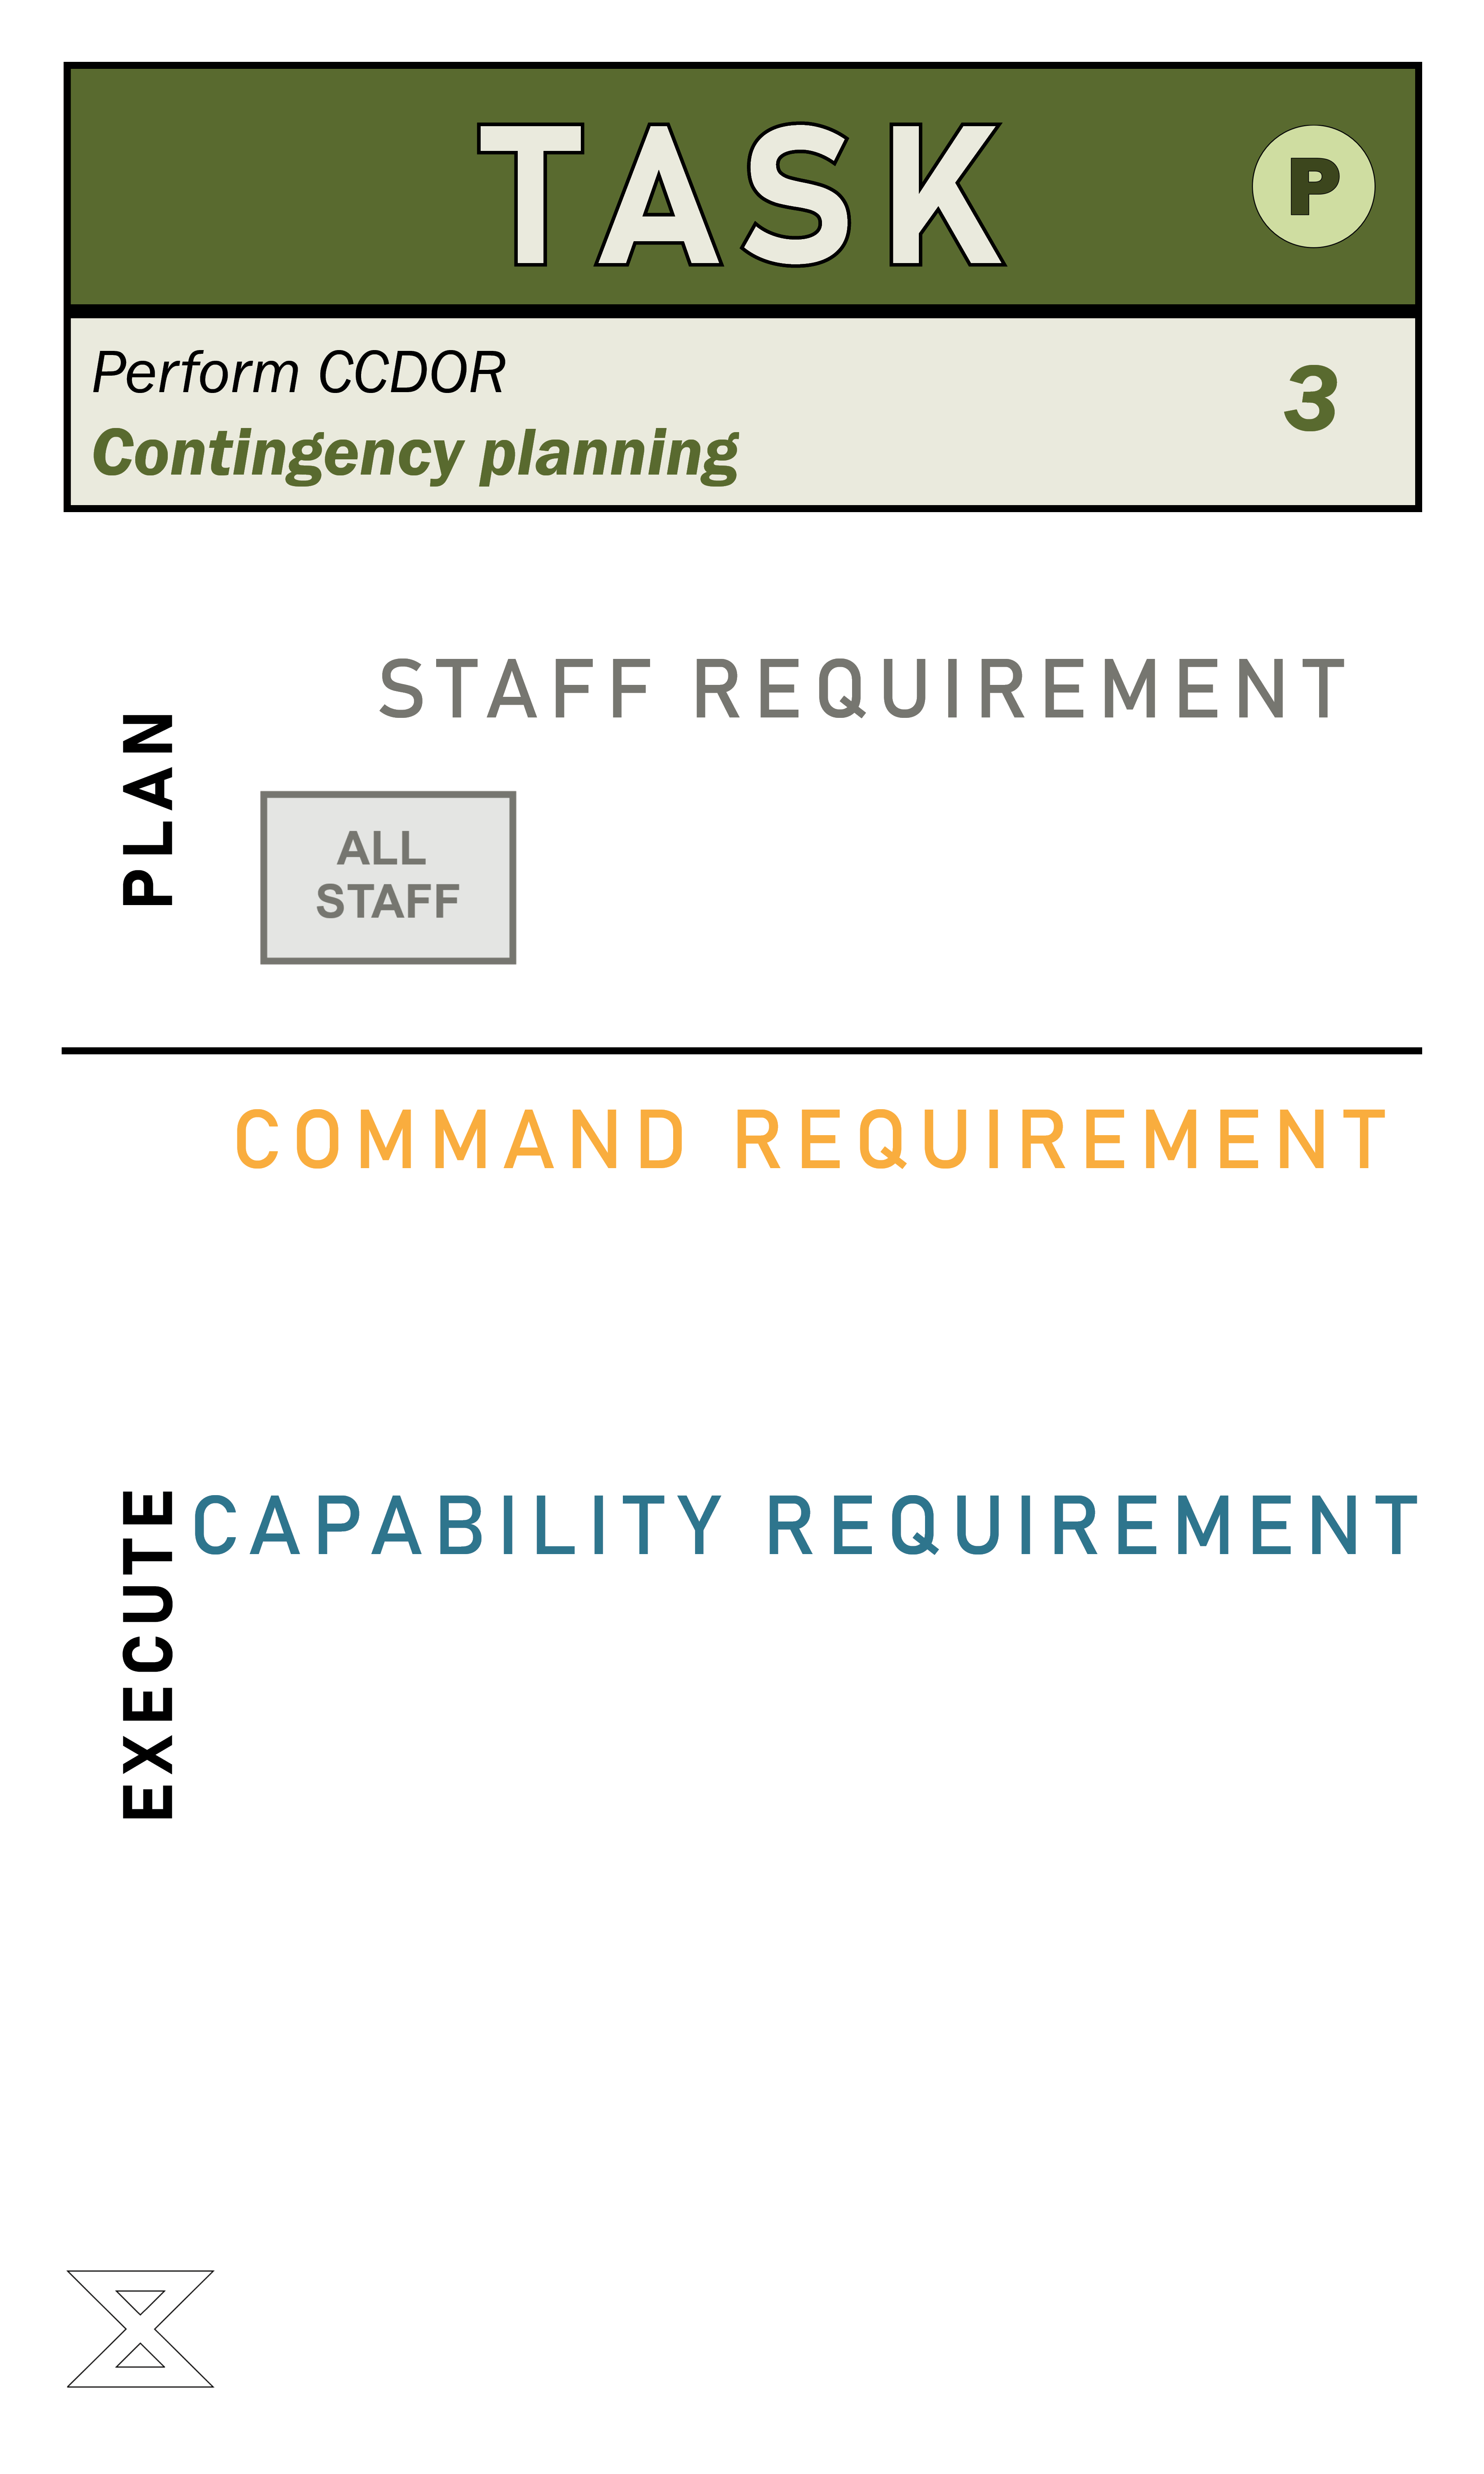 TASK
P
Perform CCDOR
3
Contingency planning
STAFF REQUIREMENT
PLAN
ALL
STAFF
COMMAND REQUIREMENT
CAPABILITY REQUIREMENT
EXECUTE